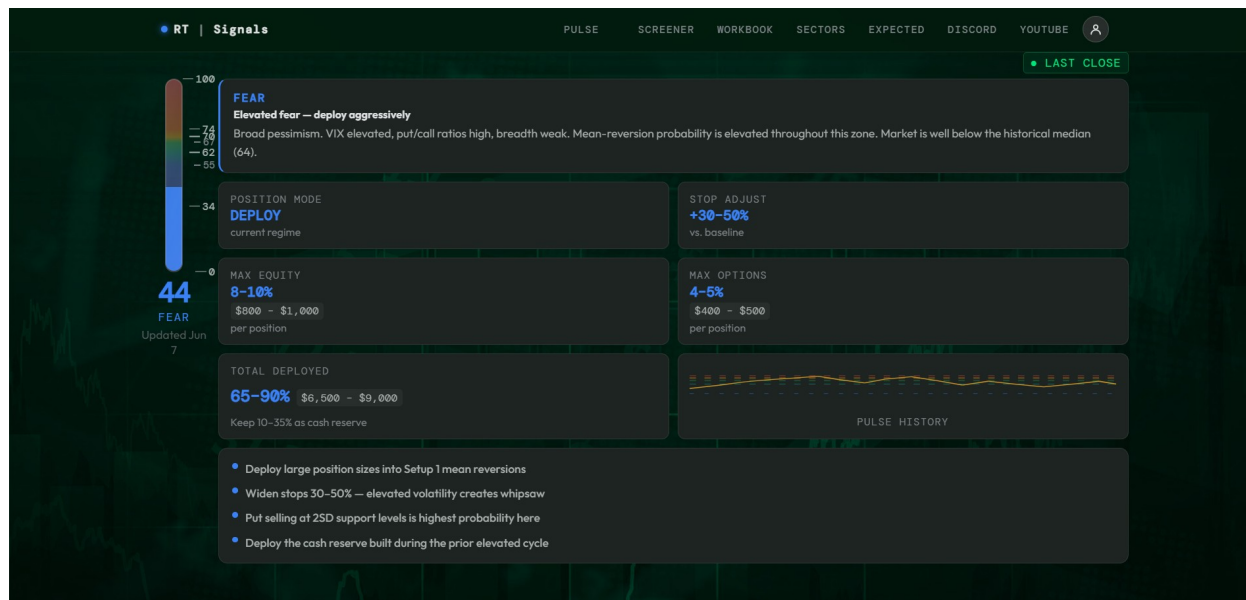 RT | Signals
PULSE SCREENER WORKBOOK SECTORS EXPECTED DISCORD YOUTUBE
LAST CLOSE
100
74
70
67
62
55
34
0
44
FEAR
Updated Jun
7
FEAR
Elevated fear — deploy aggressively
Broad pessimism. VIX elevated, put/call ratios high, breadth weak. Mean-reversion probability is elevated throughout this zone. Market is well below the historical median
(64).
POSITION MODE
DEPLOY
current regime
STOP ADJUST
+30-50%
vs. baseline
MAX EQUITY
8-10%
$800 - $1,000
per position
MAX OPTIONS
4-5%
$400 - $500
per position
TOTAL DEPLOYED
65-90% $6,500 - $9,000
Keep 10-35% as cash reserve
PULSE HISTORY
Deploy large position sizes into Setup 1 mean reversions
Widen stops 30-50% — elevated volatility creates whipsaw
Put selling at 2SD support levels is highest probability here
Deploy the cash reserve built during the prior elevated cycle